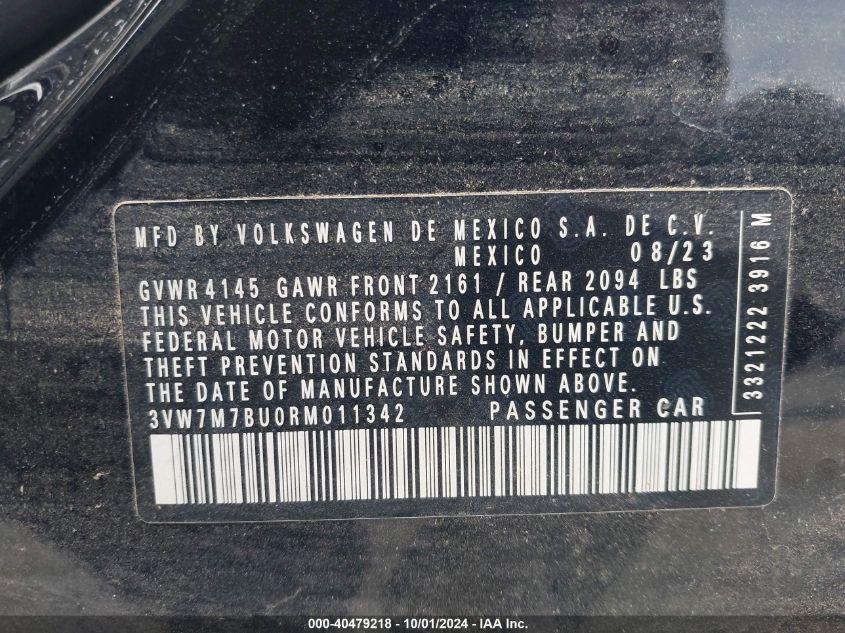 MFD BY VOLKSWAGEN DE MEXICO S.A. DE C.V.
MEXICO 08/23
GVWR 4145 GAWR FRONT 2161 / REAR 2094 LBS
THIS VEHICLE CONFORMS TO ALL APPLICABLE U.S.
FEDERAL MOTOR VEHICLE SAFETY, BUMPER AND
THEFT PREVENTION STANDARDS IN EFFECT ON
THE DATE OF MANUFACTURE SHOWN ABOVE.
3VW7M7BU0RM011342 PASSENGER CAR
3321222 3916 M
000-40479218 - 10/01/2024 - IAA Inc.